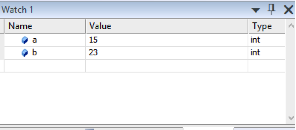 Watch 1
Name Value Type
a 15 int
b 23 int